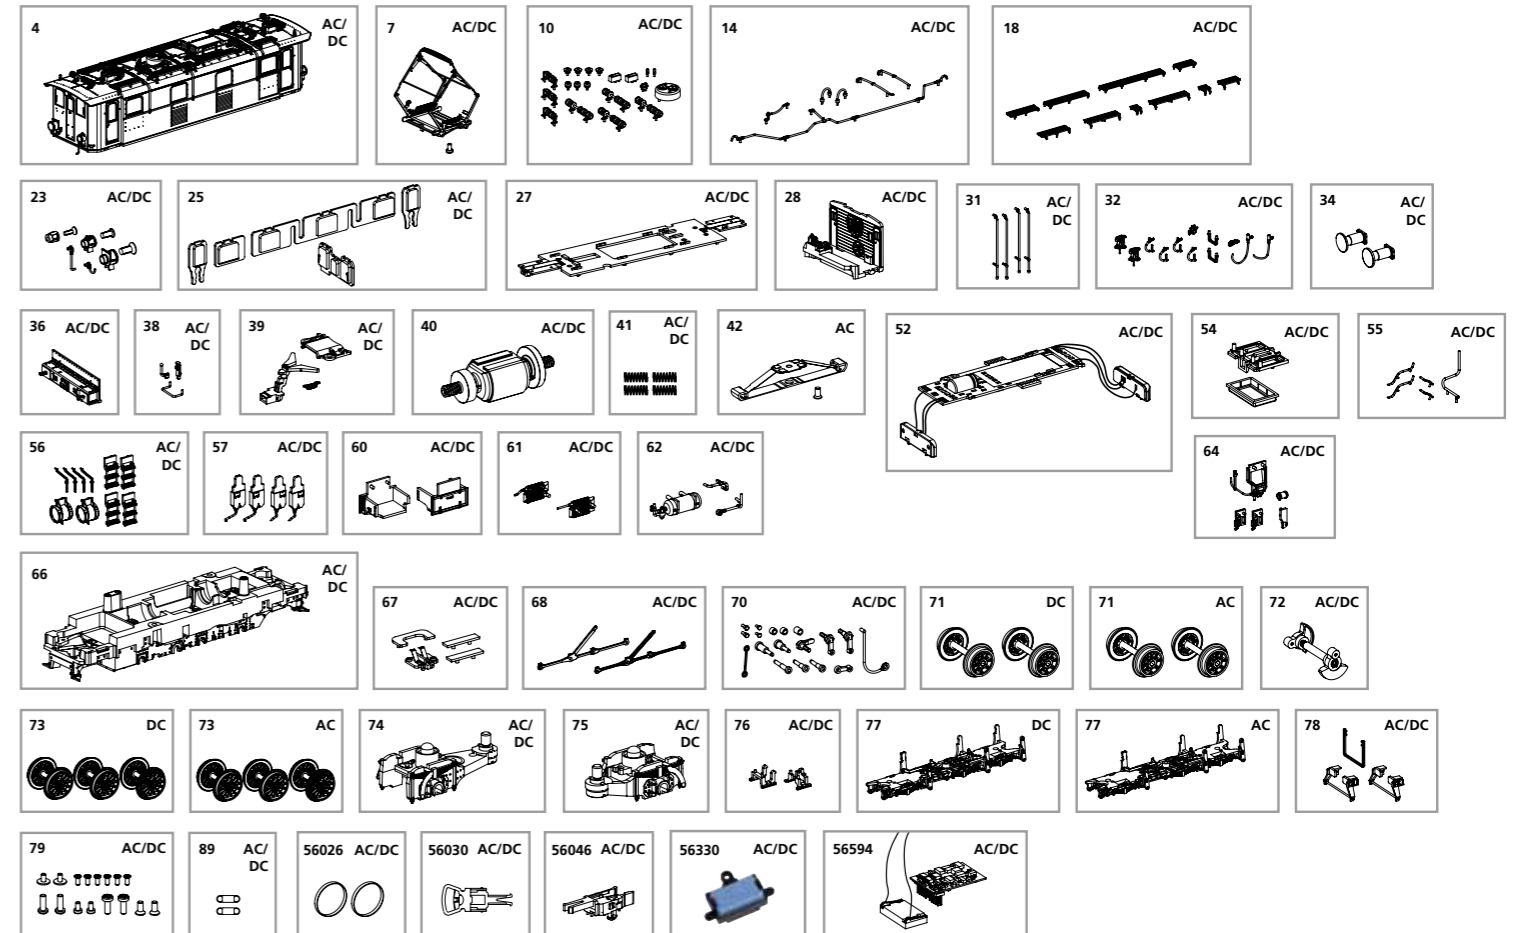 4 AC/
DC
7 AC/DC
10 AC/DC
14 AC/DC
18 AC/DC
23 AC/DC
25 AC/
DC
27 AC/DC
28 AC/DC
31 AC/
DC
32 AC/DC
34 AC/
DC
36 AC/DC
38 AC/
DC
39 AC/
DC
40 AC/DC
41 AC/
DC
42 AC
52 AC/DC
54 AC/DC
55 AC/DC
56 AC/
DC
57 AC/DC
60 AC/DC
61 AC/DC
62 AC/DC
64 AC/DC
66 AC/
DC
67 AC/DC
68 AC/DC
70 AC/DC
71 DC
71 AC
72 AC/DC
73 DC
73 AC
74 AC/
DC
75 AC/
DC
76 AC/DC
77 DC
77 AC
78 AC/DC
79 AC/DC
89 AC/
DC
56026 AC/DC
56030 AC/DC
56046 AC/DC
56330 AC/DC
56594 AC/DC